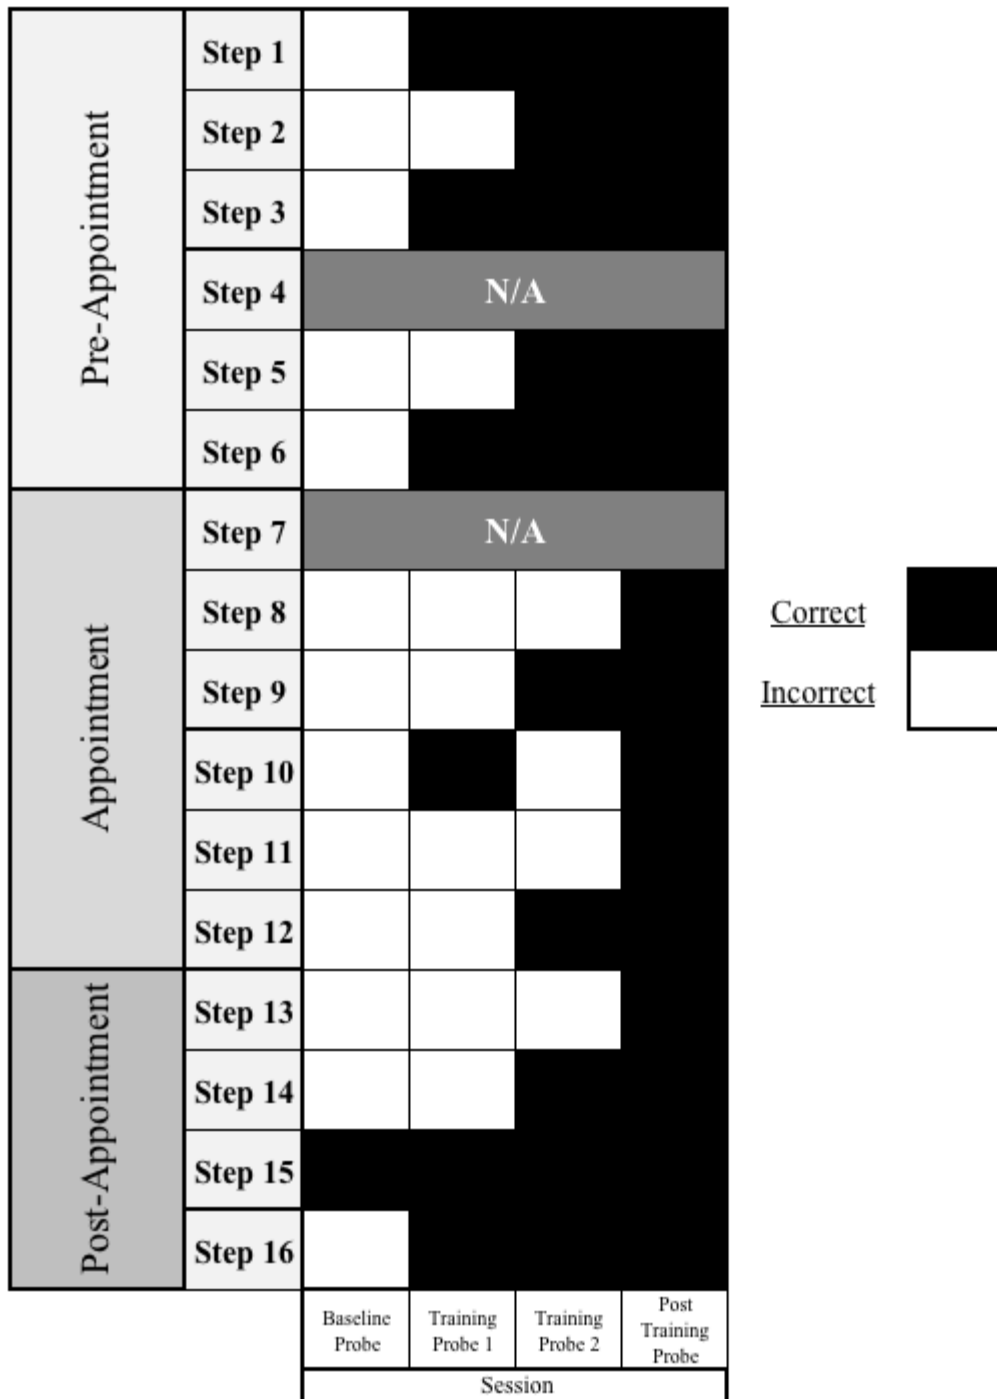 Pre-Appointment
Step 1
Step 2
Step 3
Step 4
N/A
Step 5
Step 6
Appointment
Step 7
N/A
Step 8
Step 9
Step 10
Step 11
Step 12
Post-Appointment
Step 13
Step 14
Step 15
Step 16
Baseline
Probe
Training
Probe 1
Training
Probe 2
Post
Training
Probe
Session
Correct
Incorrect